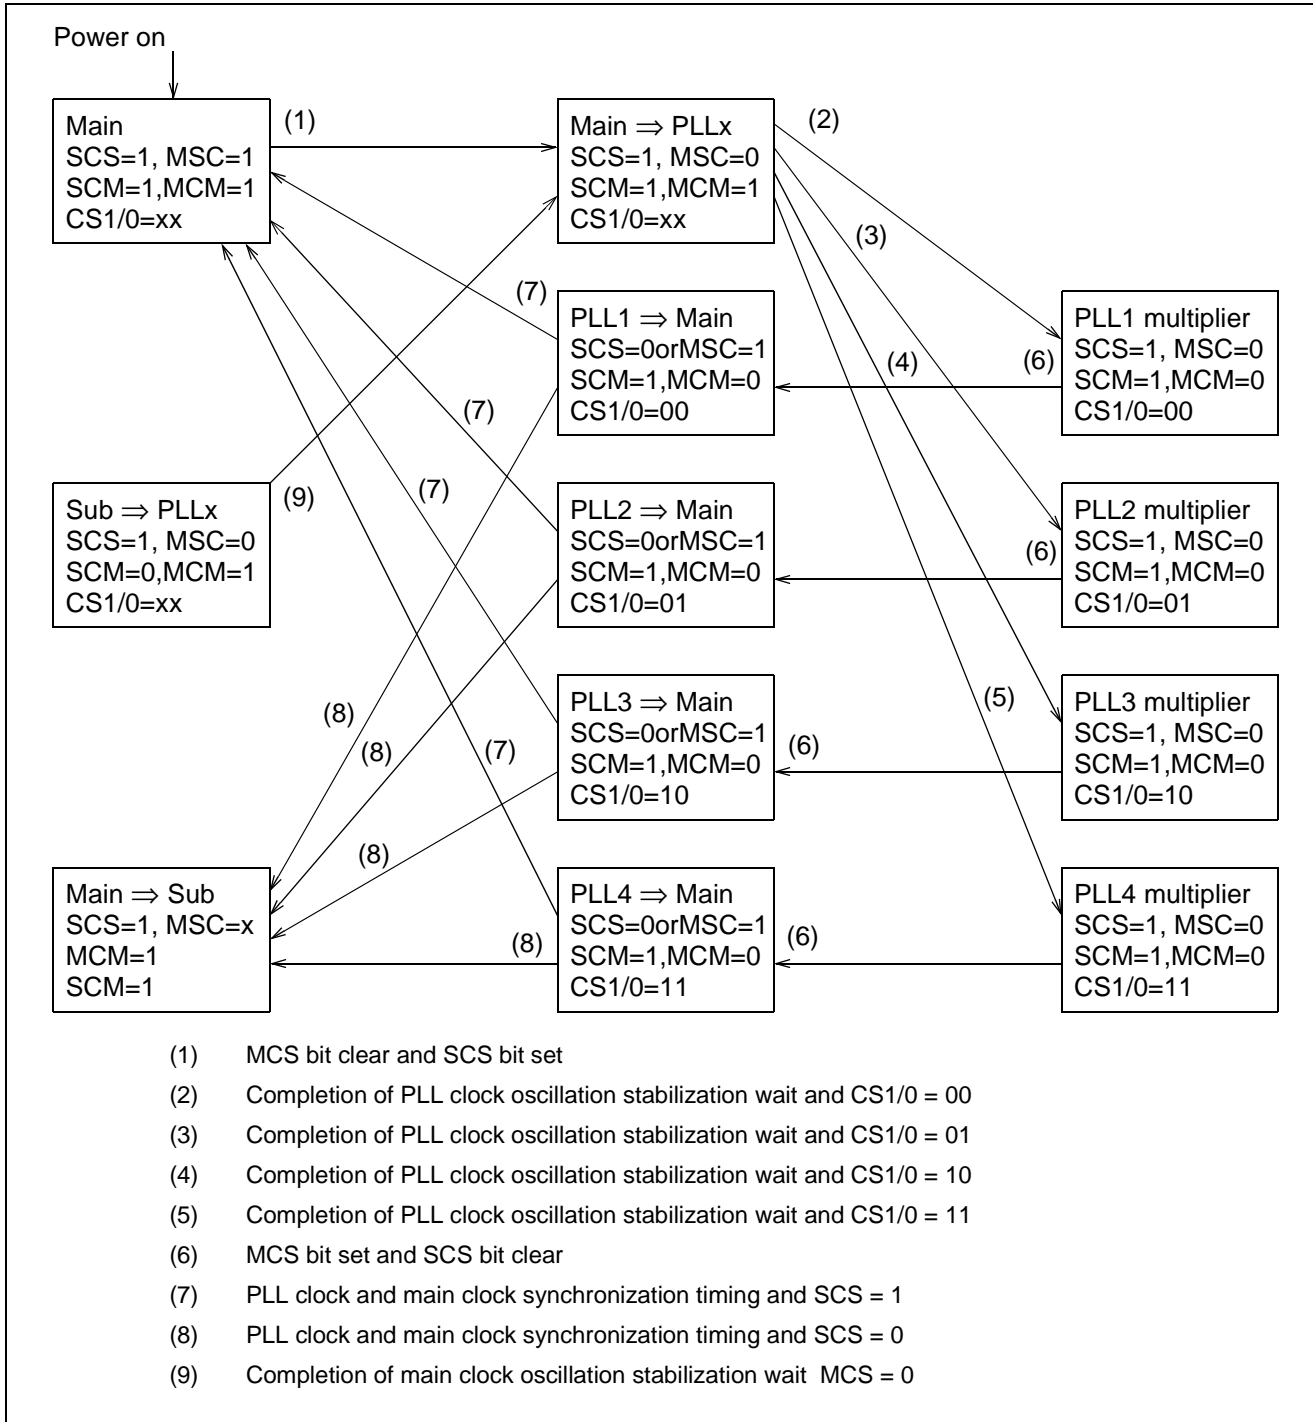 Power on
Main
SCS=1, MSC=1
SCM=1,MCM=1
CS1/0=xx
(1)
Main ⇒ PLLx
SCS=1, MSC=0
SCM=1,MCM=1
CS1/0=xx
(2)
(3)
(4)
(5)
(7)
PLL1 ⇒ Main
SCS=0orMSC=1
SCM=1,MCM=0
CS1/0=00
(6)
PLL1 multiplier
SCS=1, MSC=0
SCM=1,MCM=0
CS1/0=00
Sub ⇒ PLLx
SCS=1, MSC=0
SCM=0,MCM=1
CS1/0=xx
(9)
(7)
(7)
PLL2 ⇒ Main
SCS=0orMSC=1
SCM=1,MCM=0
CS1/0=01
(6)
PLL2 multiplier
SCS=1, MSC=0
SCM=1,MCM=0
CS1/0=01
(8)
(8)
(7)
PLL3 ⇒ Main
SCS=0orMSC=1
SCM=1,MCM=0
CS1/0=10
(6)
PLL3 multiplier
SCS=1, MSC=0
SCM=1,MCM=0
CS1/0=10
Main ⇒ Sub
SCS=1, MSC=x
MCM=1
SCM=1
(8)
(8)
PLL4 ⇒ Main
SCS=0orMSC=1
SCM=1,MCM=0
CS1/0=11
(6)
PLL4 multiplier
SCS=1, MSC=0
SCM=1,MCM=0
CS1/0=11
(1) MCS bit clear and SCS bit set
(2) Completion of PLL clock oscillation stabilization wait and CS1/0 = 00
(3) Completion of PLL clock oscillation stabilization wait and CS1/0 = 01
(4) Completion of PLL clock oscillation stabilization wait and CS1/0 = 10
(5) Completion of PLL clock oscillation stabilization wait and CS1/0 = 11
(6) MCS bit set and SCS bit clear
(7) PLL clock and main clock synchronization timing and SCS = 1
(8) PLL clock and main clock synchronization timing and SCS = 0
(9) Completion of main clock oscillation stabilization wait MCS = 0